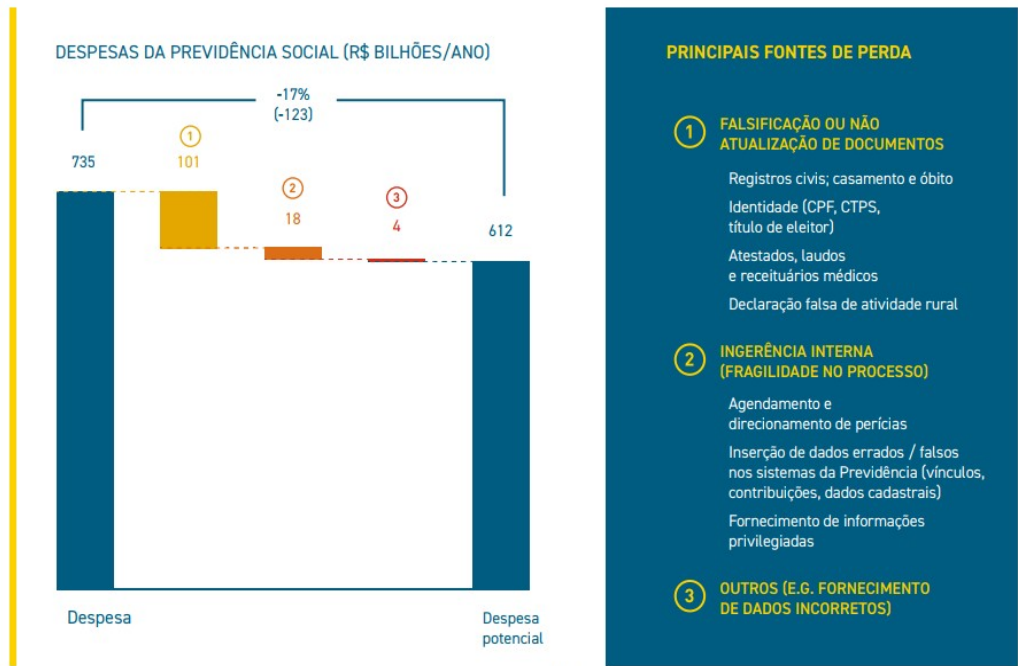 DESPESAS DA PREVIDÊNCIA SOCIAL (R$ BILHÕES/ANO)
-17%
(-123)
1
735
101
2
18
3
4
612
Despesa
Despesa
potencial
PRINCIPAIS FONTES DE PERDA
1
FALSIFICAÇÃO OU NÃO
ATUALIZAÇÃO DE DOCUMENTOS
Registros civis; casamento e óbito
Identidade (CPF, CTPS,
título de eleitor)
Atestados, laudos
e receituários médicos
Declaração falsa de atividade rural
2
INGERÊNCIA INTERNA
(FRAGILIDADE NO PROCESSO)
Agendamento e
direcionamento de perícias
Inserção de dados errados / falsos
nos sistemas da Previdência (vínculos,
contribuições, dados cadastrais)
Fornecimento de informações
privilegiadas
3
OUTROS (E.G. FORNECIMENTO
DE DADOS INCORRETOS)